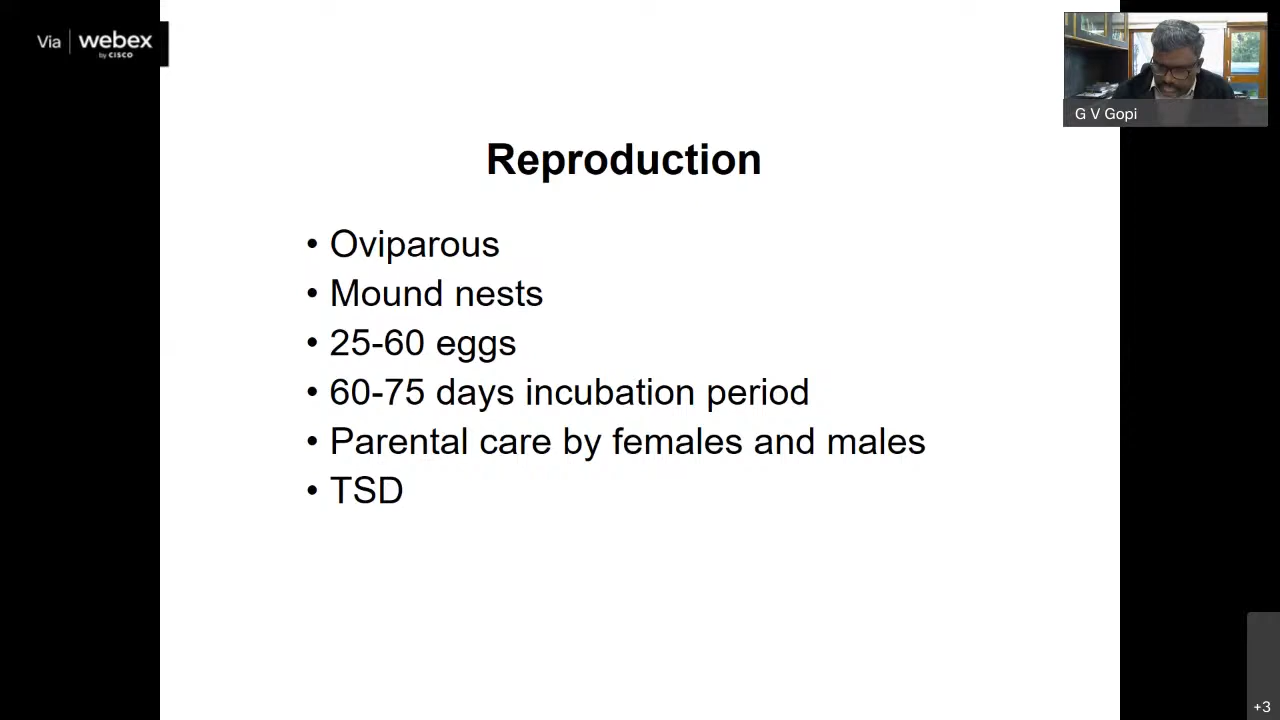 Via webex
by CISCO
G V Gopi
Reproduction
• Oviparous
• Mound nests
• 25-60 eggs
• 60-75 days incubation period
• Parental care by females and males
• TSD
+3